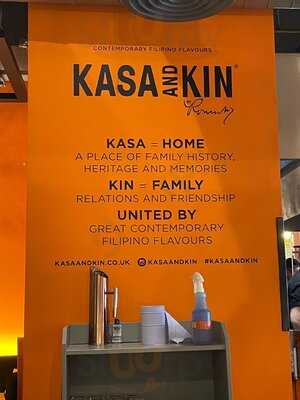 CONTEMPORARY FILIPINO FLAVOURS
KASA AND KIN
KASA = HOME
A PLACE OF FAMILY HISTORY,
HERITAGE AND MEMORIES
KIN = FAMILY
RELATIONS AND FRIENDSHIP
UNITED BY
GREAT CONTEMPORARY
FILIPINO FLAVOURS
KASAANDKIN.CO.UK KASAANDKIN #KASAANDKIN